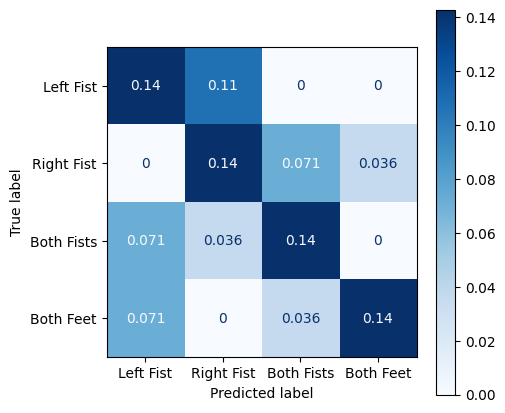 Left Fist 0.14 0.11 0 0
Right Fist 0 0.14 0.071 0.036
Both Fists 0.071 0.036 0.14 0
Both Feet 0.071 0 0.036 0.14
Left Fist Right Fist Both Fists Both Feet
Predicted label
True label
0.14
0.12
0.10
0.08
0.06
0.04
0.02
0.00